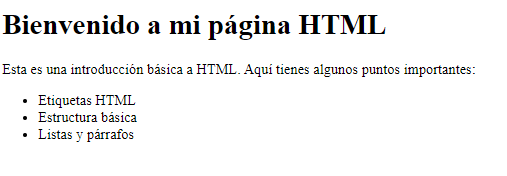 Bienvenido a mi página HTML
Esta es una introducción básica a HTML. Aquí tienes algunos puntos importantes:
• Etiquetas HTML
• Estructura básica
• Listas y párrafos